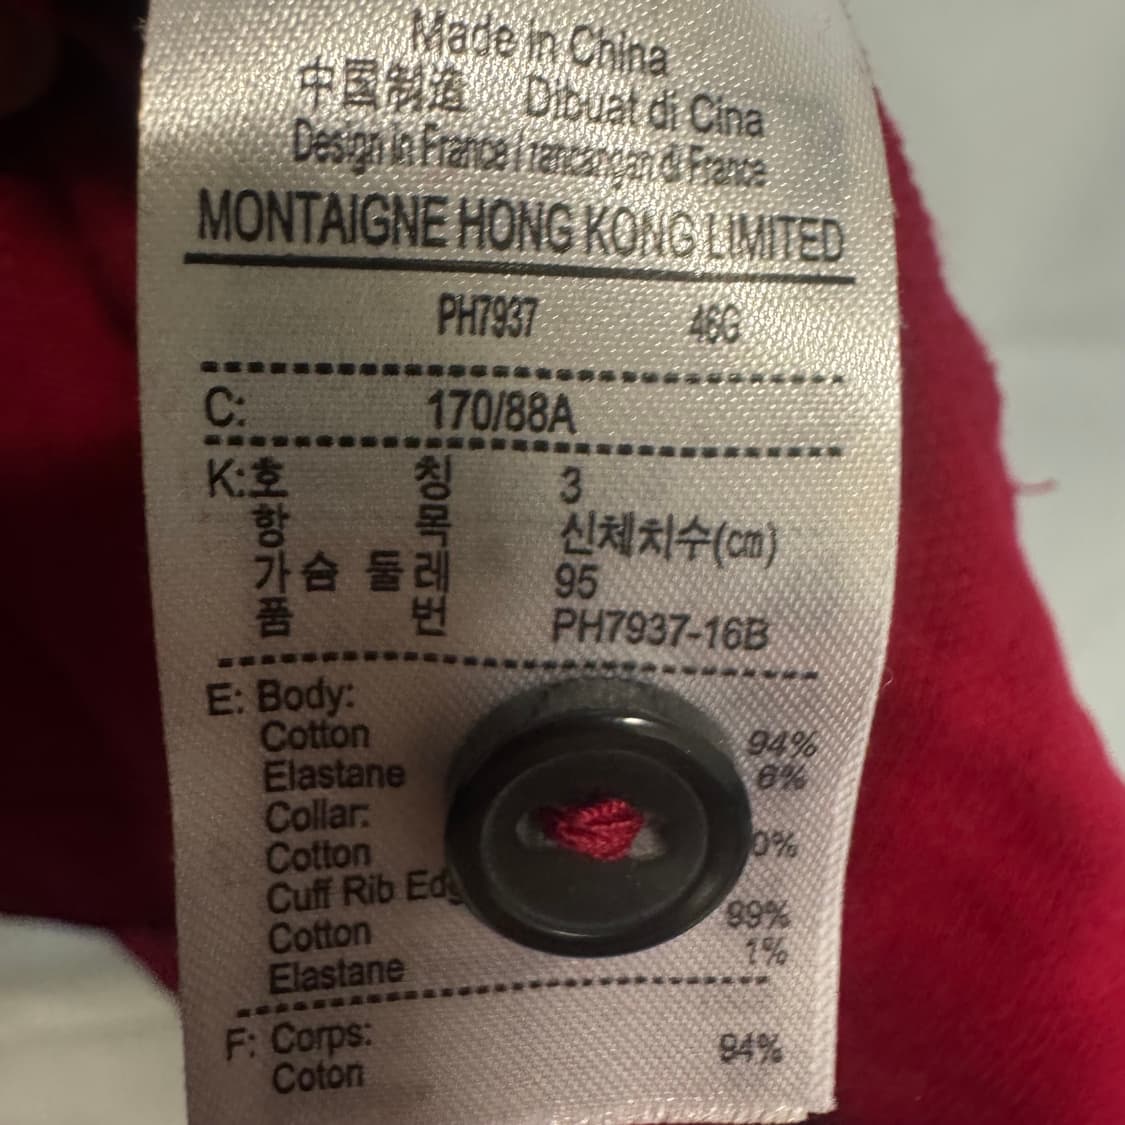 Made in China
中国制造 Dibuat di Cina
Design in France / rancangan di France
MONTAIGNE HONG KONG LIMITED
PH7937 46G
C: 170/88A
K:호 칭 3
항 목 신체치수(cm)
가슴 둘레 95
품 번 PH7937-16B
E: Body:
Cotton 94%
Elastane 6%
Collar:
Cotton 0%
Cuff Rib
Cotton 99%
Elastane 1%
F: Corps:
Coton 94%